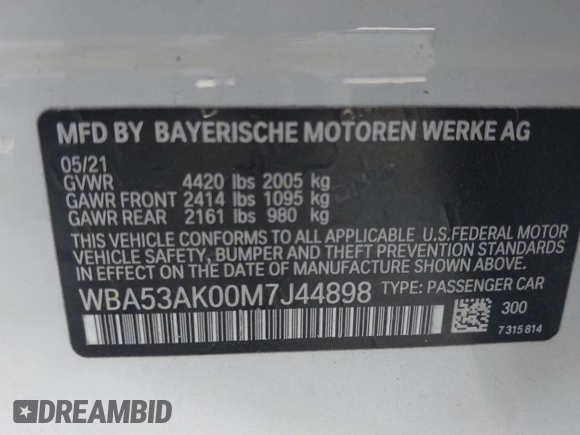 MFD BY BAYERISCHE MOTOREN WERKE AG
05/21
GVWR 4420 lbs 2005 kg
GAWR FRONT 2414 lbs 1095 kg
GAWR REAR 2161 lbs 980 kg
THIS VEHICLE CONFORMS TO ALL APPLICABLE U.S.FEDERAL MOTOR
VEHICLE SAFETY, BUMPER, AND THEFT PREVENTION STANDARDS
IN EFFECT ON THE DATE OF MANUFACTURE SHOWN ABOVE.
WBA53AK00M7J44898 TYPE: PASSENGER CAR
300
7 315 814
DREAMBID